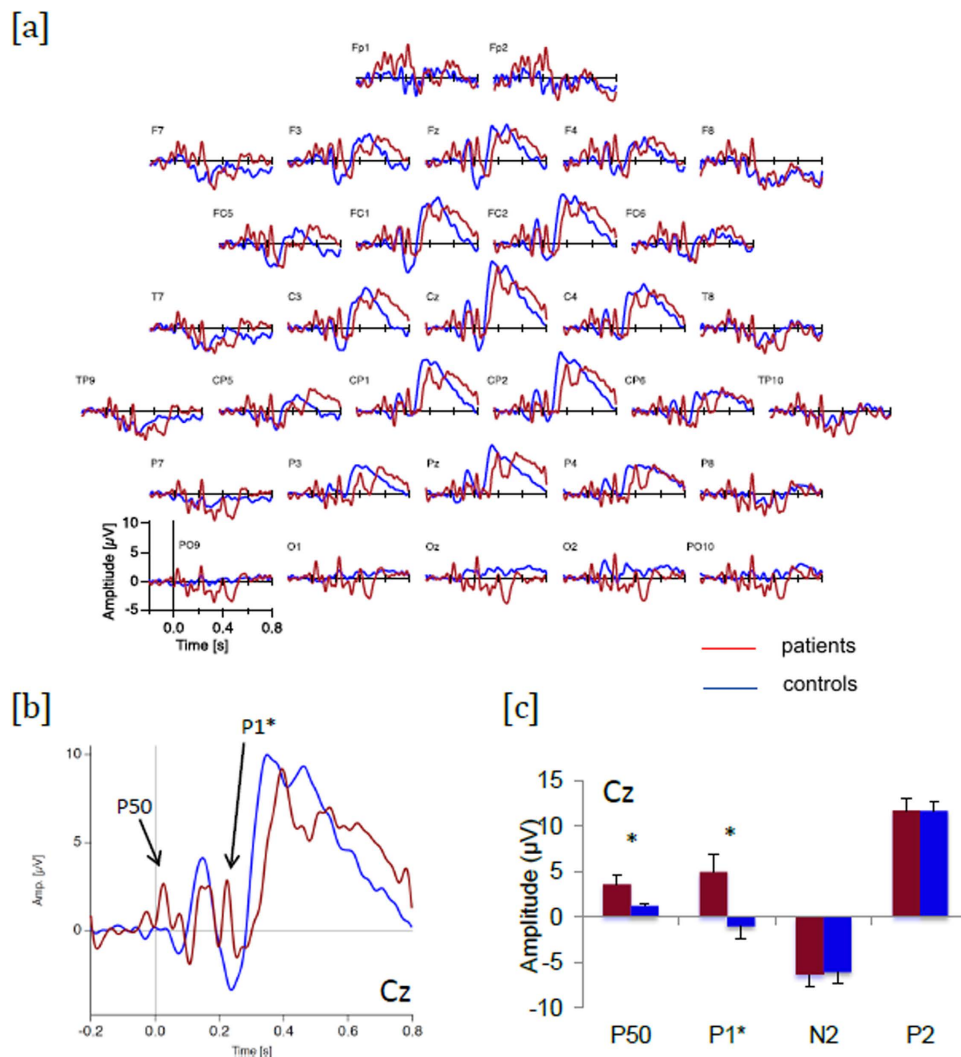 [a]
Fp1 Fp2
F7 F3 Fz F4 F8
FC5 FC1 FC2 FC6
T7 C3 Cz C4 T8
TP9 CP5 CP1 CP2 CP6 TP10
P7 P3 Pz P4 P8
PO9 O1 Oz O2 PO10
Amplitiude [µV]
10
5
0
-5
0.0 0.4 0.8
Time [s]
patients
controls
[b]
P50
P1*
Amp. [µV]
10
5
0
Cz
-0.2 0.0 0.2 0.4 0.6 0.8
Time [s]
[c]
Cz
Amplitude (µV)
15
10
5
0
-5
-10
* *
P50 P1* N2 P2